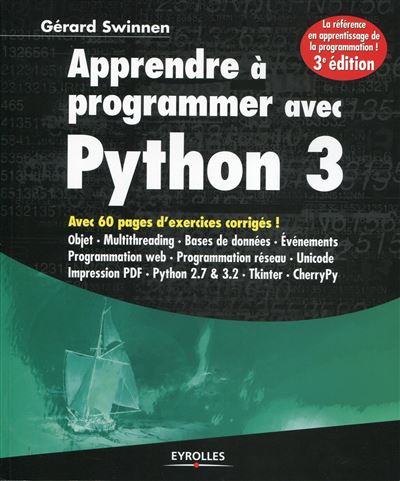 Gérard Swinnen
La référence
en apprentissage de
la programmation !
3e édition
Apprendre à
programmer avec
Python 3
Avec 60 pages d'exercices corrigés !
Objet • Multithreading • Bases de données • Événements
Programmation web • Programmation réseau • Unicode
Impression PDF • Python 2.7 & 3.2 • Tkinter • CherryPy
EYROLLES